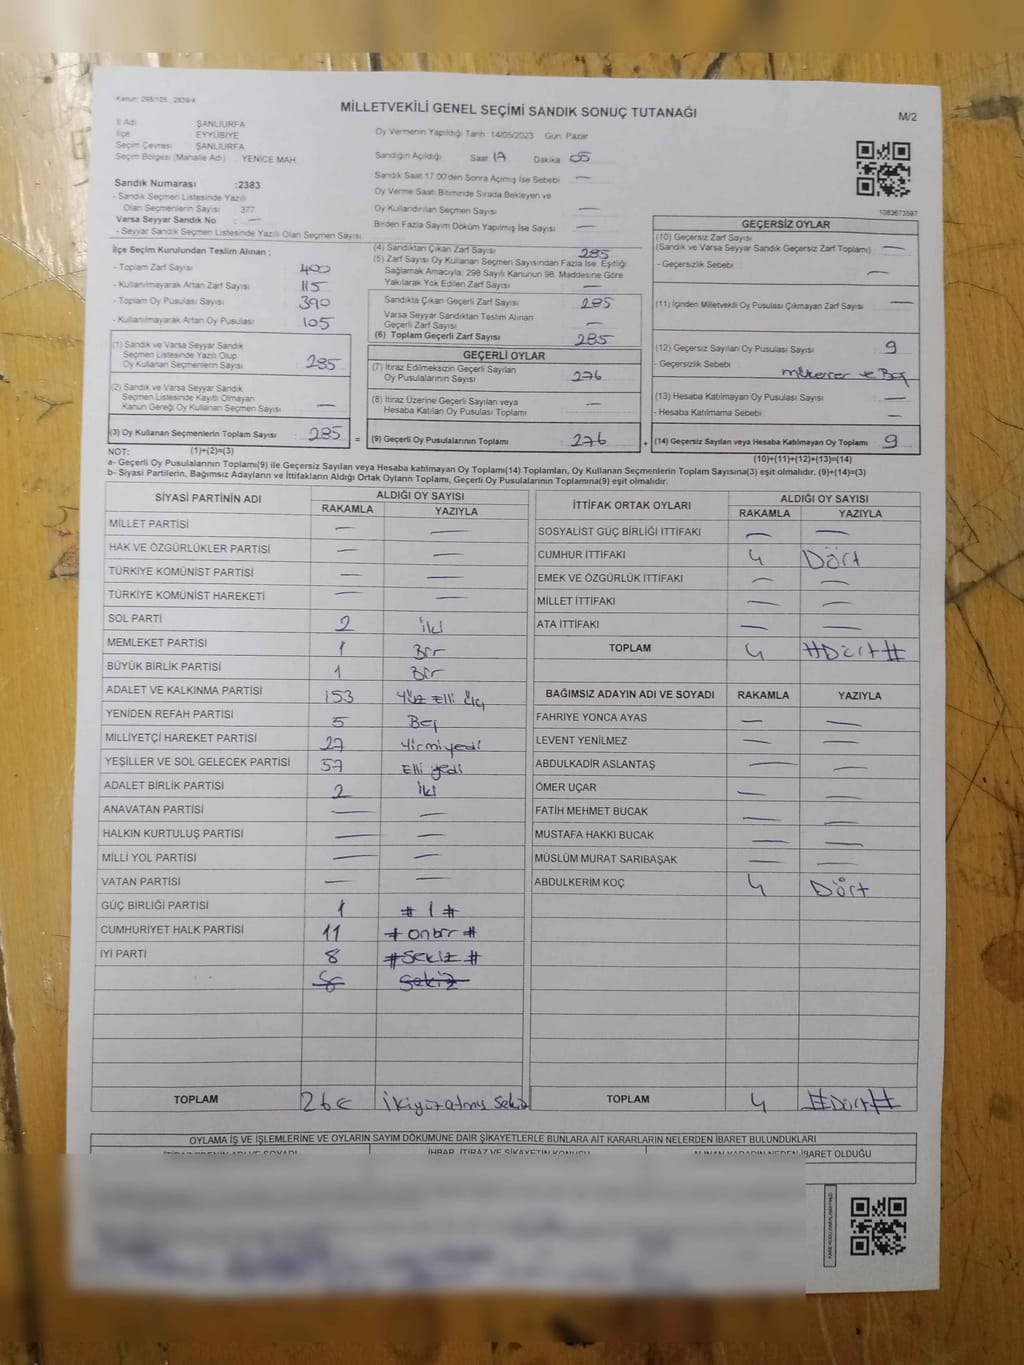 Kanun: 298/105 , 2839/4
MİLLETVEKİLİ GENEL SEÇİMİ SANDIK SONUÇ TUTANAĞI
M/2
İl Adı ŞANLIURFA
İlçe EYYÜBİYE
Seçim Çevresi ŞANLIURFA
Seçim Bölgesi (Mahalle Adı) YENİCE MAH
Sandık Numarası :2383
- Sandık Seçmen Listesinde Yazılı
Olan Seçmenlerin Sayısı 377
Varsa Seyyar Sandık No : —
- Seyyar Sandık Seçmen Listesinde Yazılı Olan Seçmen Sayısı
Oy Vermenin Yapıldığı Tarih: 14/05/2023 Gün: Pazar
Sandığın Açıldığı Saat 17 Dakika 05
Sandık Saat 17.00'den Sonra Açılmış İse Sebebi —
Oy Verme Saati Bitiminde Sırada Bekleyen ve
Oy Kullandırılan Seçmen Sayısı —
Birden Fazla Sayım Döküm Yapılmış İse Sayısı —
1083673597
İlçe Seçim Kurulundan Teslim Alınan ;
- Toplam Zarf Sayısı 400
- Kullanılmayarak Artan Zarf Sayısı 115
- Toplam Oy Pusulası Sayısı 390
- Kullanılmayarak Artan Oy Pusulası 105
(1) Sandık ve Varsa Seyyar Sandık
Seçmen Listesinde Yazılı Olup
Oy Kullanan Seçmenlerin Sayısı 285
(2) Sandık ve Varsa Seyyar Sandık
Seçmen Listesinde Kayıtlı Olmayan
Kanun Gereği Oy Kullanan Seçmen Sayısı —
(3) Oy Kullanan Seçmenlerin Toplam Sayısı 285 =
(4) Sandıktan Çıkan Zarf Sayısı 285
(5) Zarf Sayısı Oy Kullanan Seçmen Sayısından Fazla İse, Eşitliği
Sağlamak Amacıyla; 298 Sayılı Kanunun 98. Maddesine Göre
Yakılarak Yok Edilen Zarf Sayısı —
Sandıkta Çıkan Geçerli Zarf Sayısı 285
Varsa Seyyar Sandıktan Teslim Alınan
Geçerli Zarf Sayısı —
(6) Toplam Geçerli Zarf Sayısı 285
GEÇERLİ OYLAR
(7) İtiraz Edilmeksizin Geçerli Sayılan
Oy Pusulalarının Sayısı 276
(8) İtiraz Üzerine Geçerli Sayılan veya
Hesaba Katılan Oy Pusulaları Toplamı —
(9) Geçerli Oy Pusulalarının Toplamı 276 +
GEÇERSİZ OYLAR
(10) Geçersiz Zarf Sayısı
(Sandık ve Varsa Seyyar Sandık Geçersiz Zarf Toplamı) —
- Geçersizlik Sebebi —
(11) İçinden Milletvekili Oy Pusulası Çıkmayan Zarf Sayısı —
(12) Geçersiz Sayılan Oy Pusulası Sayısı 9
- Geçersizlik Sebebi mükerrer ve Boş
(13) Hesaba Katılmayan Oy Pusulası Sayısı —
- Hesaba Katılmama Sebebi —
(14) Geçersiz Sayılan veya Hesaba Katılmayan Oy Toplamı 9
NOT: (1)+(2)=(3)
(10)+(11)+(12)+(13)=(14)
a- Geçerli Oy Pusulalarının Toplamı(9) ile Geçersiz Sayılan veya Hesaba katılmayan Oy Toplamı(14) Toplamları, Oy Kullanan Seçmenlerin Toplam Sayısına(3) eşit olmalıdır. (9)+(14)=(3)
b- Siyasi Partilerin, Bağımsız Adayların ve İttifakların Aldığı Ortak Oyların Toplamı, Geçerli Oy Pusulalarının Toplamına(9) eşit olmalıdır.
SİYASİ PARTİNİN ADI ALDIĞI OY SAYISI
RAKAMLA YAZIYLA
MİLLET PARTİSİ — —
HAK VE ÖZGÜRLÜKLER PARTİSİ — —
TÜRKİYE KOMÜNİST PARTİSİ — —
TÜRKİYE KOMÜNİST HAREKETİ — —
SOL PARTİ 2 iki
MEMLEKET PARTİSİ 1 Bir
BÜYÜK BİRLİK PARTİSİ 1 Bir
ADALET VE KALKINMA PARTİSİ 153 Yüz Elli üç
YENİDEN REFAH PARTİSİ 5 Beş
MİLLİYETÇİ HAREKET PARTİSİ 27 Yirmiyedi
YEŞİLLER VE SOL GELECEK PARTİSİ 57 Elli yedi
ADALET BİRLİK PARTİSİ 2 İki
ANAVATAN PARTİSİ — —
HALKIN KURTULUŞ PARTİSİ — —
MİLLİ YOL PARTİSİ — —
VATAN PARTİSİ — —
GÜÇ BİRLİĞİ PARTİSİ 1 # 1 #
CUMHURİYET HALK PARTİSİ 11 # onbir #
İYİ PARTİ 8 # Sekiz #
Sekiz
TOPLAM ikiyüzatmış Sekiz
İTTİFAK ORTAK OYLARI ALDIĞI OY SAYISI
RAKAMLA YAZIYLA
SOSYALİST GÜÇ BİRLİĞİ İTTİFAKI — —
CUMHUR İTTİFAKI 4 Dört
EMEK VE ÖZGÜRLÜK İTTİFAKI — —
MİLLET İTTİFAKI — —
ATA İTTİFAKI — —
TOPLAM 4 #Dört#
BAĞIMSIZ ADAYIN ADI VE SOYADI RAKAMLA YAZIYLA
FAHRİYE YONCA AYAS — —
LEVENT YENİLMEZ — —
ABDULKADİR ASLANTAŞ — —
ÖMER UÇAR — —
FATİH MEHMET BUCAK — —
MUSTAFA HAKKI BUCAK — —
MÜSLÜM MURAT SARIBAŞAK — —
ABDULKERİM KOÇ 4 Dört
TOPLAM 4 #Dört#
OYLAMA İŞ VE İŞLEMLERİNE VE OYLARIN SAYIM DÖKÜMÜNE DAİR ŞİKAYETLERLE BUNLARA AİT KARARLARIN NELERDEN İBARET BULUNDUKLARI
İTİRAZ EDENİN ADI VE SOYADI İHBAR, İTİRAZ VE ŞİKAYETİN KONUSU ALINAN KARARIN NEDEN İBARET OLDUĞU